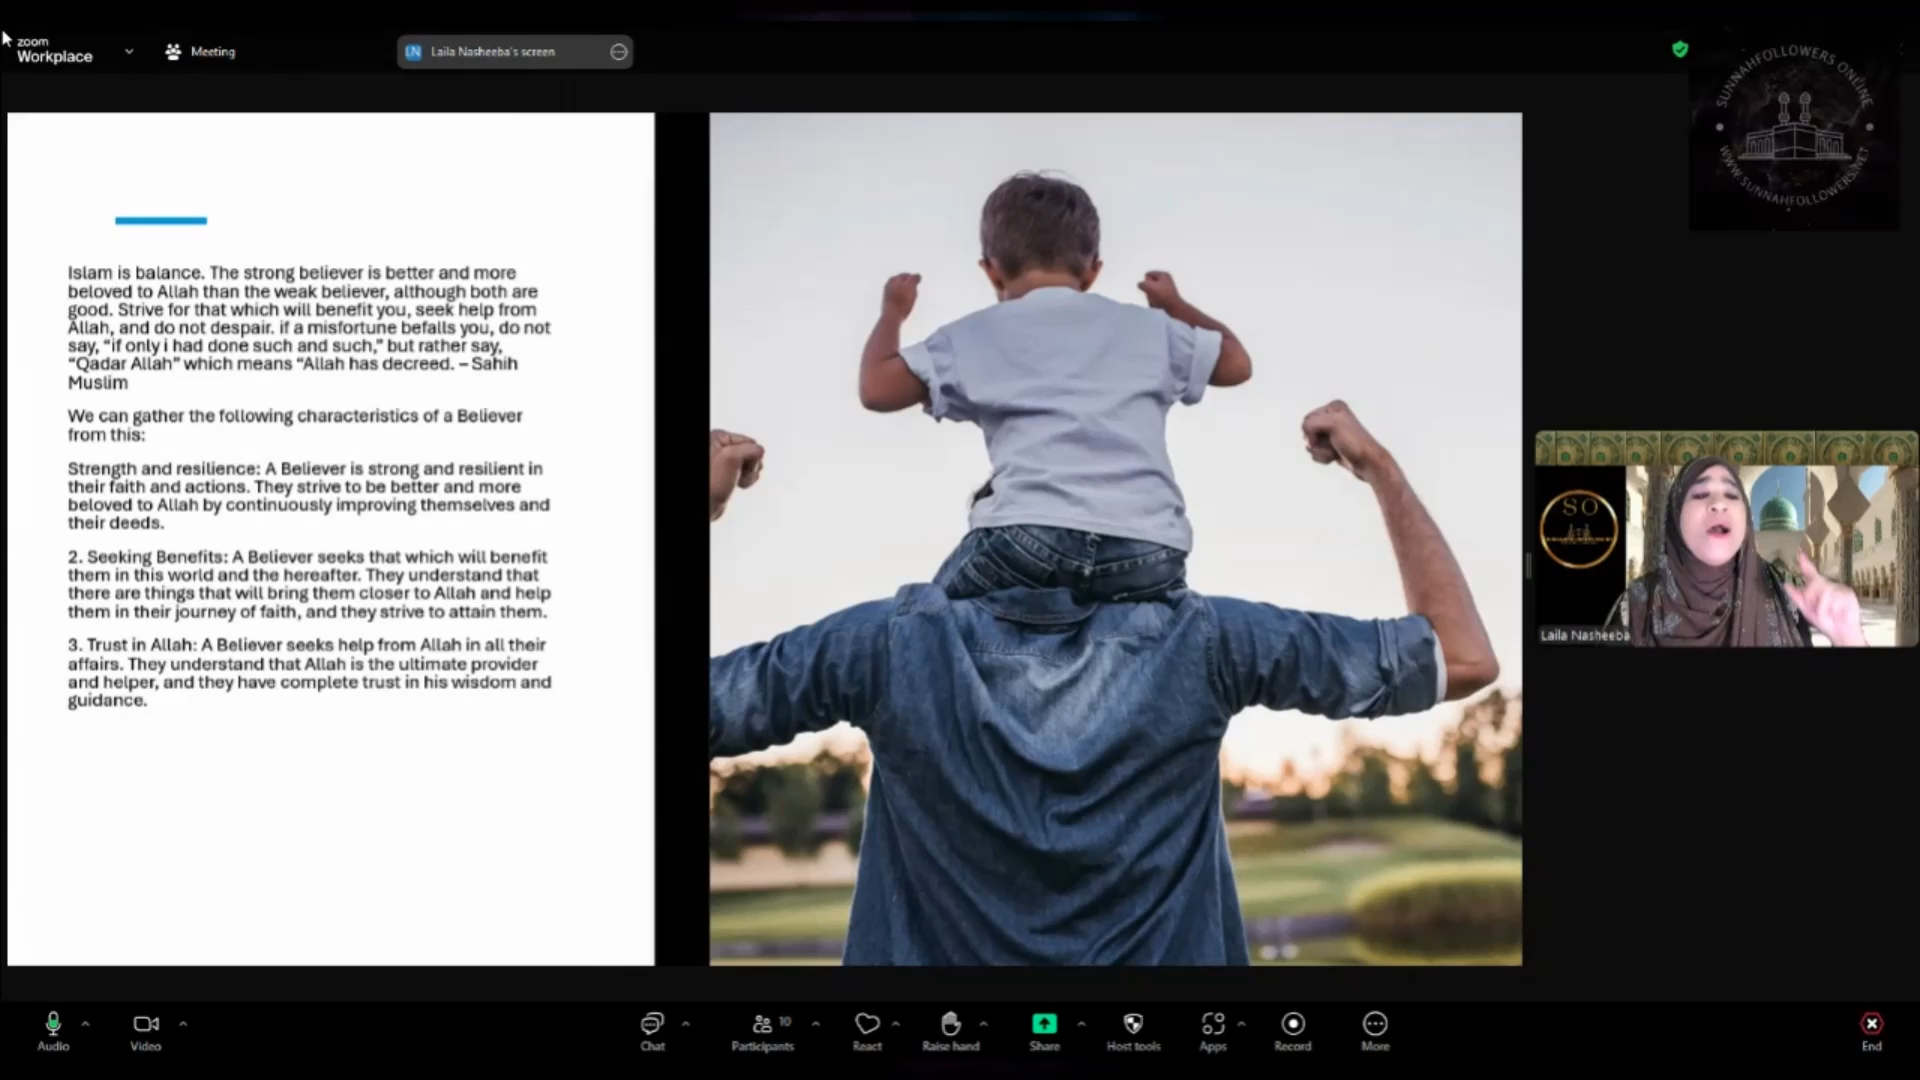 zoom
Workplace
Meeting
LN Laila Nasheeba's screen
SUNNAHFOLLOWERS ONLINE
WWW.SUNNAHFOLLOWERS.NET
Islam is balance. The strong believer is better and more
beloved to Allah than the weak believer, although both are
good. Strive for that which will benefit you, seek help from
Allah, and do not despair. if a misfortune befalls you, do not
say, “if only i had done such and such,” but rather say,
“Qadar Allah” which means “Allah has decreed. – Sahih
Muslim
We can gather the following characteristics of a Believer
from this:
Strength and resilience: A Believer is strong and resilient in
their faith and actions. They strive to be better and more
beloved to Allah by continuously improving themselves and
their deeds.
2. Seeking Benefits: A Believer seeks that which will benefit
them in this world and the hereafter. They understand that
there are things that will bring them closer to Allah and help
them in their journey of faith, and they strive to attain them.
3. Trust in Allah: A Believer seeks help from Allah in all their
affairs. They understand that Allah is the ultimate provider
and helper, and they have complete trust in his wisdom and
guidance.
SO
Laila Nasheeba
Audio
Video
Chat
10
Participants
React
Raise hand
Share
Host tools
Apps
Record
More
End